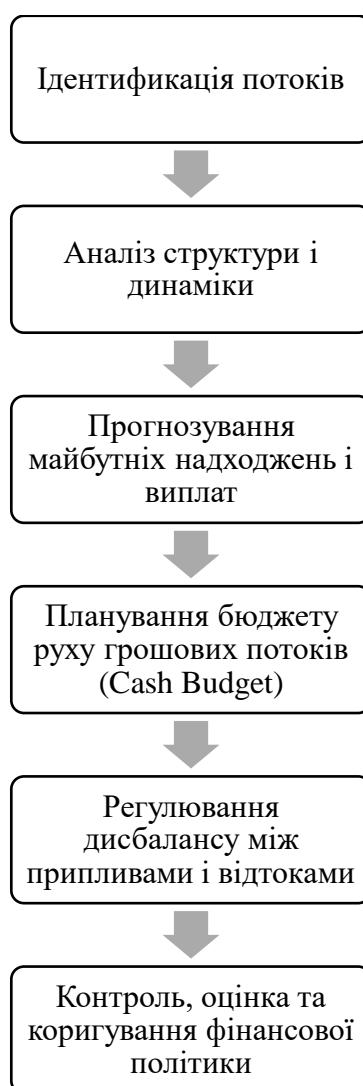 Ідентифікація потоків
Аналіз структури і
динаміки
Прогнозування
майбутніх надходжень і
виплат
Планування бюджету
руху грошових потоків
(Cash Budget)
Регулювання
дисбалансу між
припливами і відтоками
Контроль, оцінка та
коригування фінансової
політики